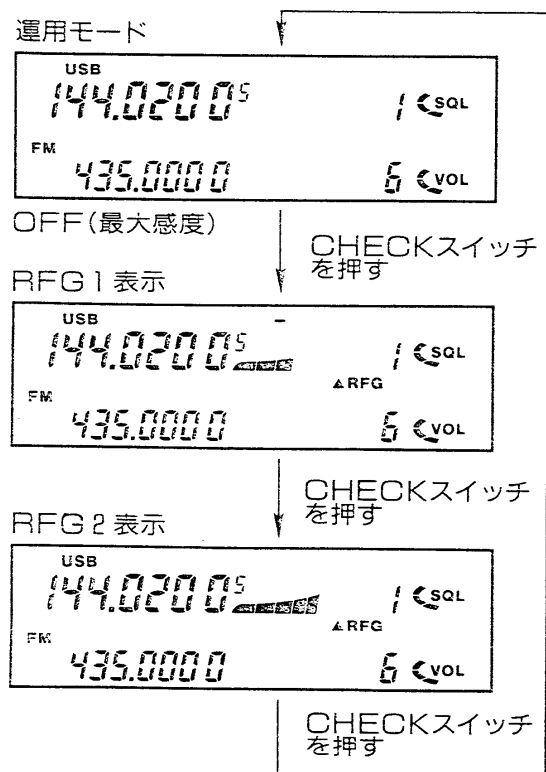 運用モード
USB
144.0200 5 1 SQL
FM
435.0000 6 VOL
OFF(最大感度)
CHECKスイッチ
を押す
RFG1表示
USB
144.0200 5 1 SQL
RFG
FM
435.0000 6 VOL
CHECKスイッチ
を押す
RFG2表示
USB
144.0200 5 1 SQL
RFG
FM
435.0000 6 VOL
CHECKスイッチ
を押す